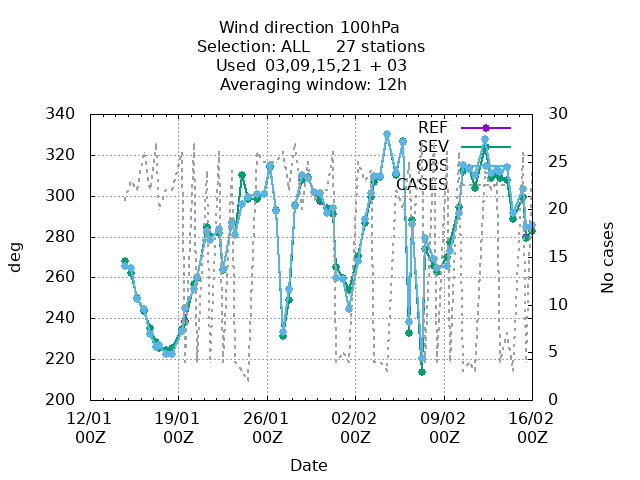 Wind direction 100hPa
Selection: ALL 27 stations
Used 03,09,15,21 + 03
Averaging window: 12h
340
320
300
280
260
240
220
200
deg
30
25
20
15
10
5
0
No cases
REF
SEV
OBS
CASES
12/01 19/01 26/01 02/02 09/02 16/02
00Z 00Z 00Z 00Z 00Z 00Z
Date